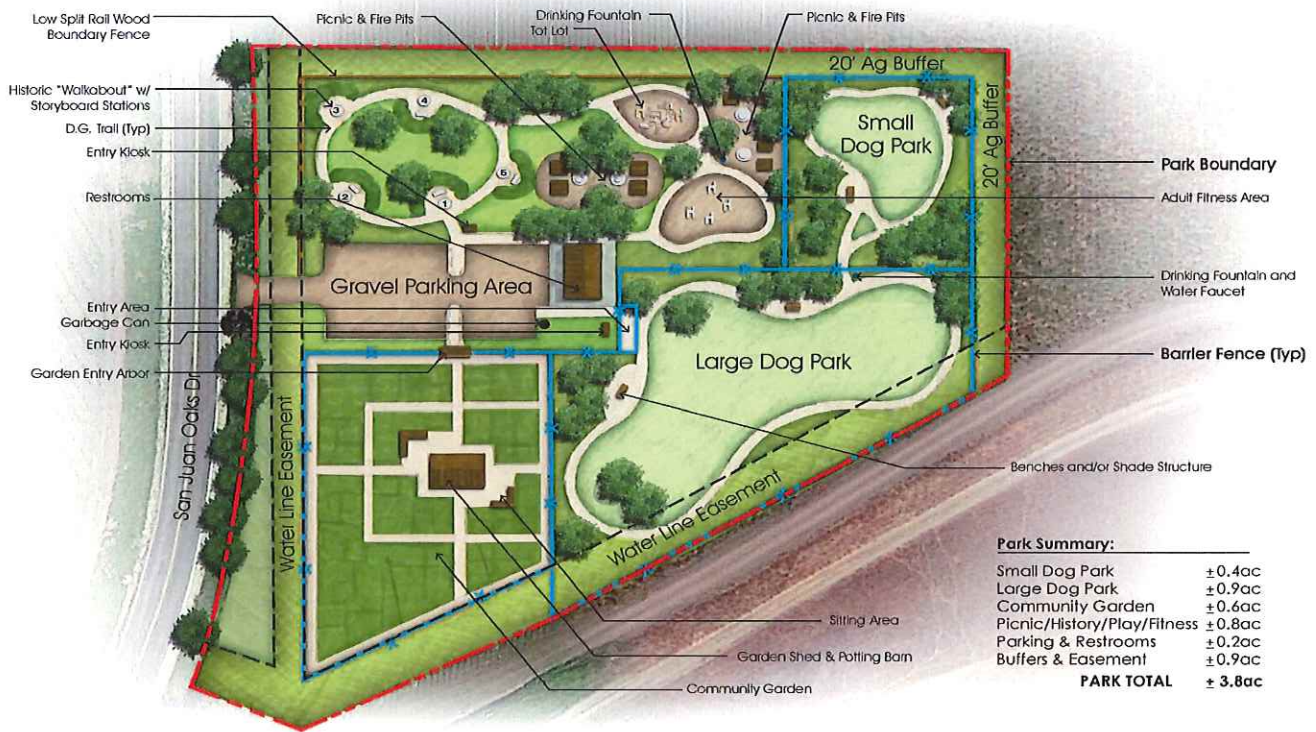 Low Split Rail Wood
Boundary Fence
Picnic & Fire Pits
Drinking Fountain
Tot Lot
Picnic & Fire Pits
20' Ag Buffer
20' Ag Buffer
Historic "Walkabout" w/
Storyboard Stations
D.G. Trail (Typ)
Entry Kiosk
Restrooms
3
4
5
2
1
Small
Dog Park
Park Boundary
Adult Fitness Area
Gravel Parking Area
Drinking Fountain and
Water Faucet
Entry Area
Garbage Can
Entry Kiosk
Garden Entry Arbor
Large Dog Park
Barrier Fence (Typ)
San Juan Oaks Dr
Water Line Easement
Water Line Easement
Benches and/or Shade Structure
Sitting Area
Garden Shed & Potting Barn
Community Garden
Park Summary:
Small Dog Park ±0.4ac
Large Dog Park ±0.9ac
Community Garden ±0.6ac
Picnic/History/Play/Fitness ±0.8ac
Parking & Restrooms ±0.2ac
Buffers & Easement ±0.9ac
PARK TOTAL ± 3.8ac